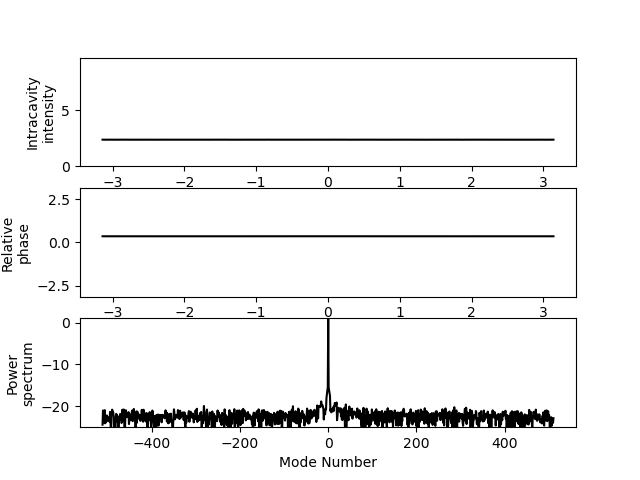 Intracavity
intensity
5
0
−3 −2 −1 0 1 2 3
Relative
phase
2.5
0.0
−2.5
−3 −2 −1 0 1 2 3
Power
spectrum
0
−10
−20
−400 −200 0 200 400
Mode Number